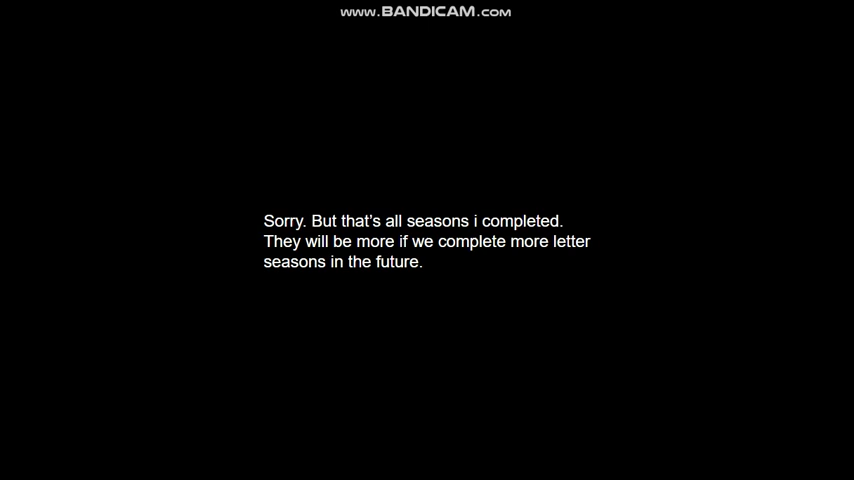 www.BANDICAM.com
Sorry. But that's all seasons i completed.
They will be more if we complete more letter
seasons in the future.